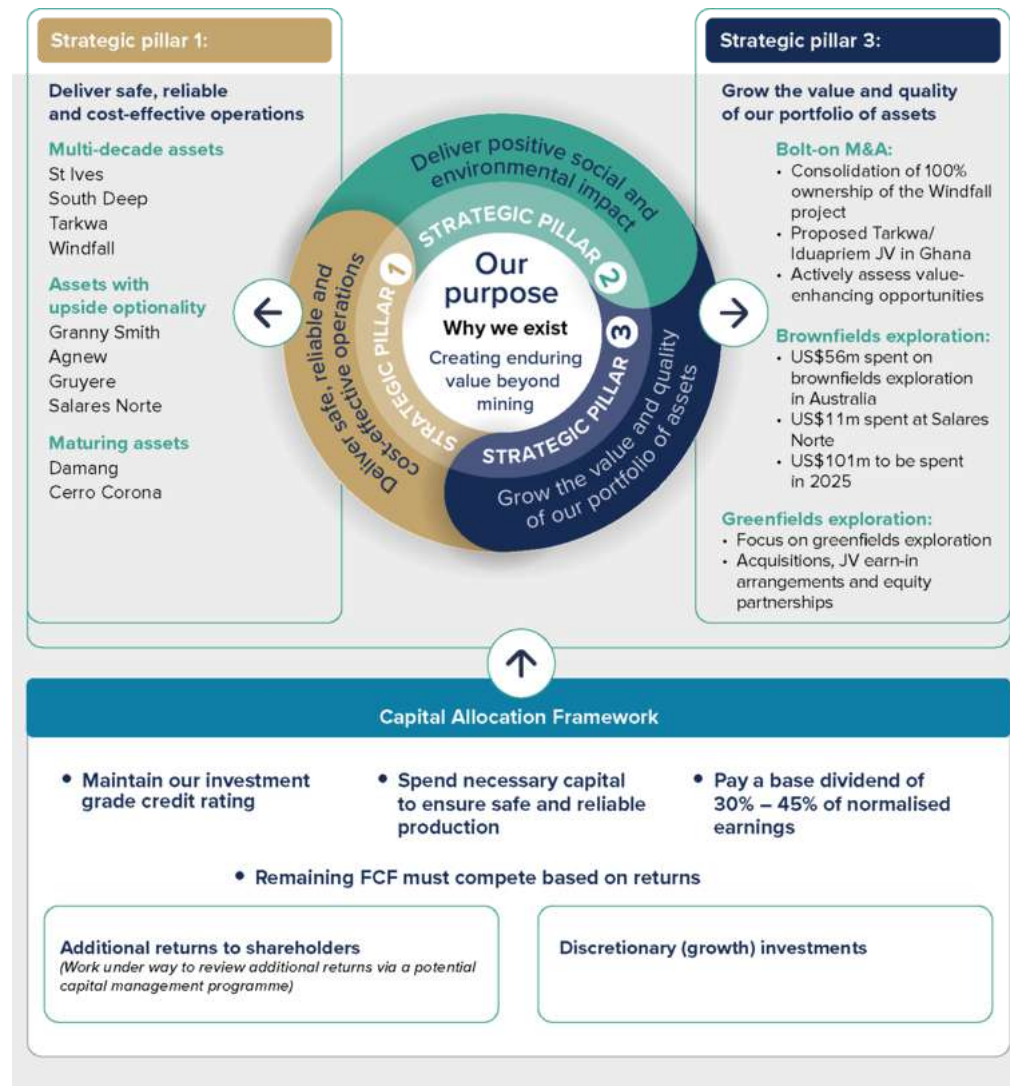 Strategic pillar 1:
Deliver safe, reliable
and cost-effective operations
Multi-decade assets
St Ives
South Deep
Tarkwa
Windfall
Assets with
upside optionality
Granny Smith
Agnew
Gruyere
Salares Norte
Maturing assets
Damang
Cerro Corona
Deliver positive social and
environmental impact
STRATEGIC PILLAR 2
Deliver safe, reliable and
cost-effective operations
STRATEGIC PILLAR 1
Our
purpose
Why we exist
Creating enduring
value beyond
mining
STRATEGIC PILLAR 3
Grow the value and quality
of our portfolio of assets
Strategic pillar 3:
Grow the value and quality
of our portfolio of assets
Bolt-on M&A:
• Consolidation of 100%
ownership of the Windfall
project
• Proposed Tarkwa/
Iduapriem JV in Ghana
• Actively assess value-
enhancing opportunities
Brownfields exploration:
• US$56m spent on
brownfields exploration
in Australia
• US$11m spent at Salares
Norte
• US$101m to be spent
in 2025
Greenfields exploration:
• Focus on greenfields exploration
• Acquisitions, JV earn-in
arrangements and equity
partnerships
Capital Allocation Framework
• Maintain our investment
grade credit rating
• Spend necessary capital
to ensure safe and reliable
production
• Pay a base dividend of
30% – 45% of normalised
earnings
• Remaining FCF must compete based on returns
Additional returns to shareholders
(Work under way to review additional returns via a potential
capital management programme)
Discretionary (growth) investments